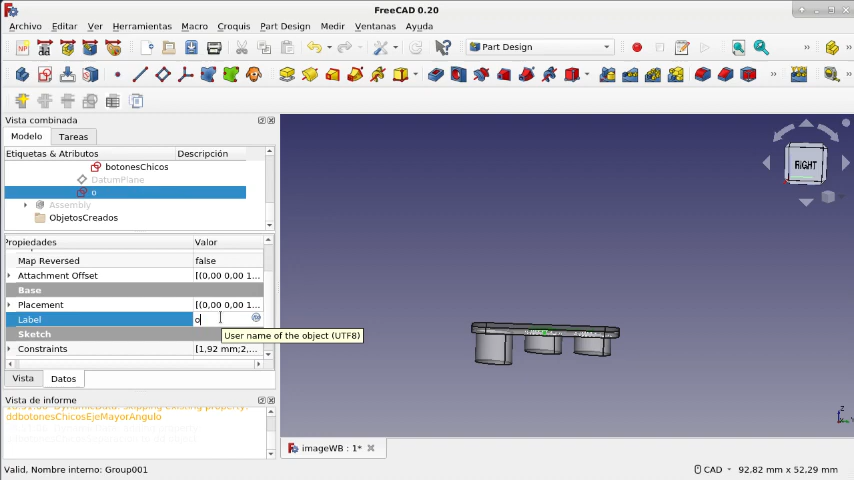 FreeCAD 0.20
Archivo Editar Ver Herramientas Macro Croquis Part Design Medir Ventanas Ayuda
Part Design
Vista combinada
Modelo Tareas
Etiquetas & Atributos Descripción
botonesChicos
DatumPlane
o
Assembly
ObjetosCreados
Propiedades Valor
Map Reversed false
Attachment Offset [(0,00 0,00 1...
Base
Placement [(0,00 0,00 1...
Label o
User name of the object (UTF8)
Sketch
Constraints [1,92 mm;2,...
Vista Datos
Vista de informe
ddbotonesChicosEjeMayorAngulo
RIGHT
imageWB : 1*
Valid, Nombre interno: Group001
CAD 92.82 mm x 52.29 mm